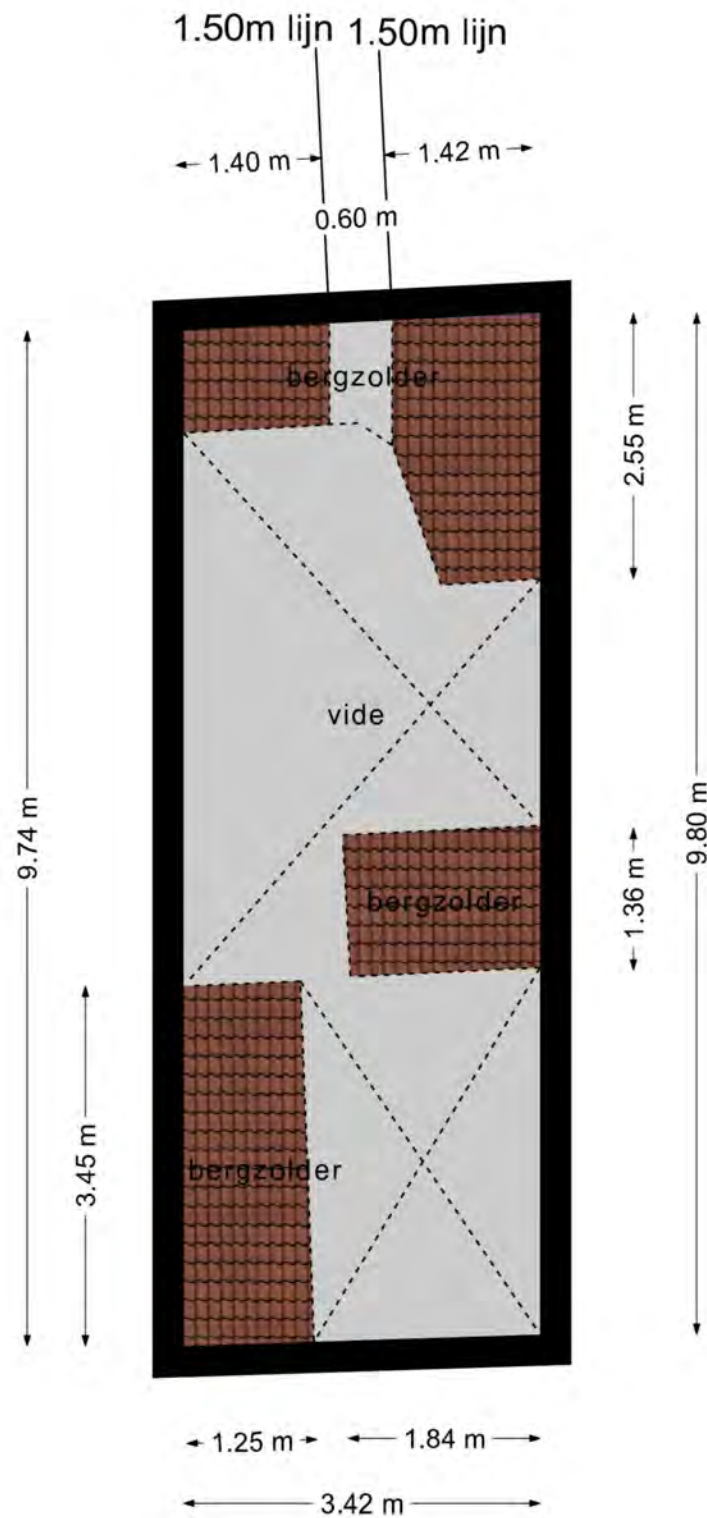 1.50m lijn 1.50m lijn
1.40 m 1.42 m
0.60 m
bergzolder
2.55 m
vide
9.74 m
9.80 m
bergzolder
1.36 m
3.45 m
bergzolder
1.25 m 1.84 m
3.42 m